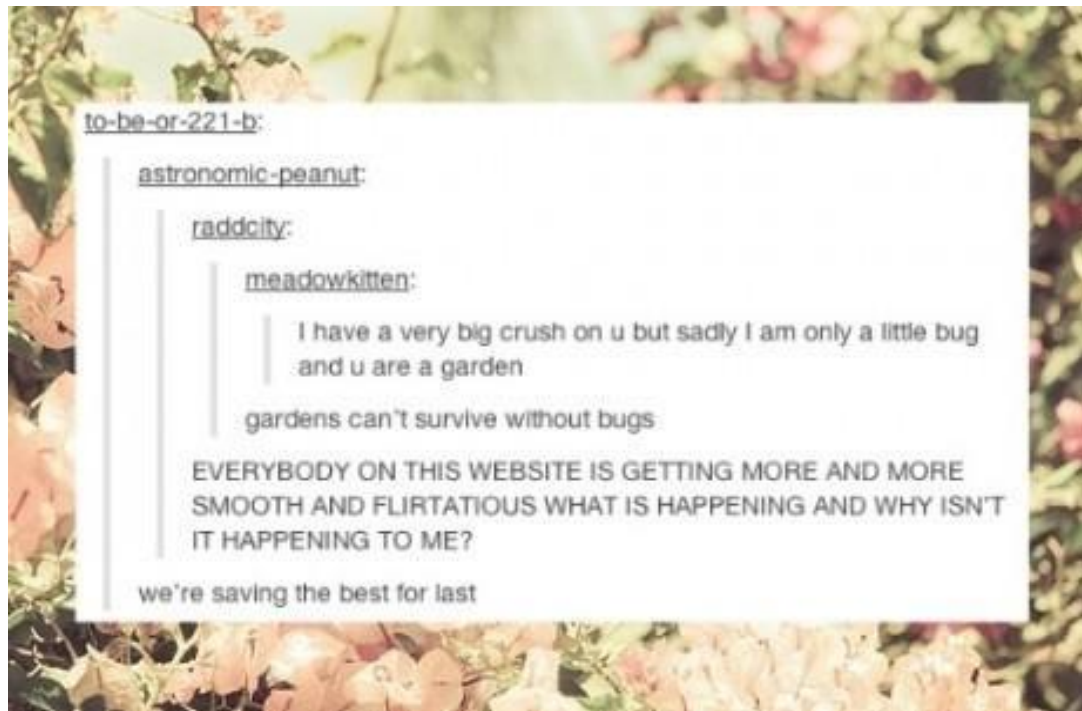 to-be-or-221-b:
astronomic-peanut:
raddcity:
meadowkitten:
I have a very big crush on u but sadly I am only a little bug
and u are a garden
gardens can't survive without bugs
EVERYBODY ON THIS WEBSITE IS GETTING MORE AND MORE
SMOOTH AND FLIRTATIOUS WHAT IS HAPPENING AND WHY ISN'T
IT HAPPENING TO ME?
we're saving the best for last